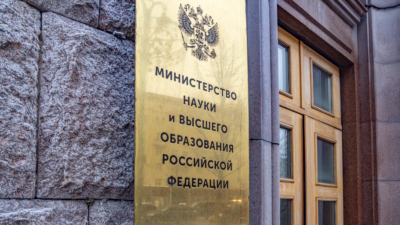 МИНИСТЕРСТВО
НАУКИ
и ВЫСШЕГО
ОБРАЗОВАНИЯ
РОССИЙСКОЙ
ФЕДЕРАЦИИ